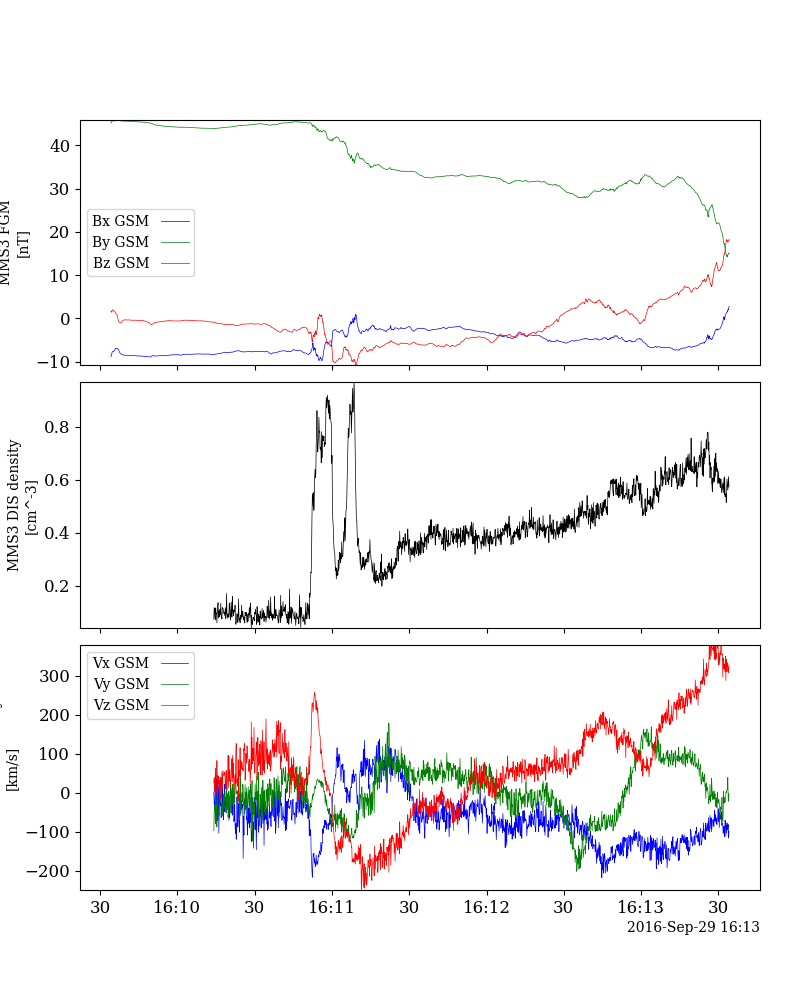 MMS3 FGM
[nT]
40
30
20
10
0
−10
Bx GSM
By GSM
Bz GSM
MMS3 DIS density
[cm^-3]
0.8
0.6
0.4
0.2
[km/s]
300
200
100
0
−100
−200
Vx GSM
Vy GSM
Vz GSM
30 16:10 30 16:11 30 16:12 30 16:13 30
2016-Sep-29 16:13